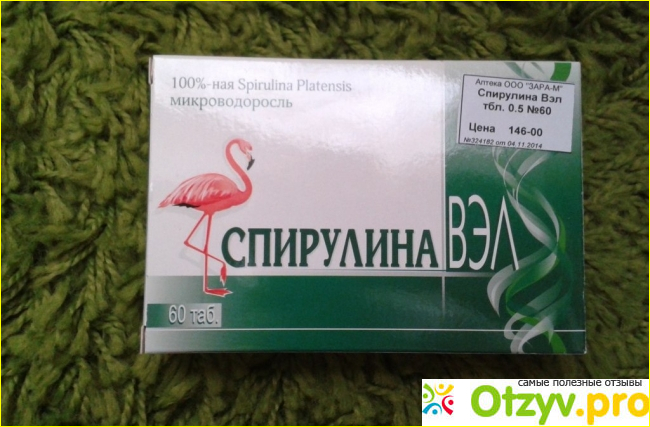 100%-ная Spirulina Platensis
микроводоросль
Аптека ООО "ЗАРА-М"
Спирулина Вэл
тбл. 0.5 №60
Цена 146-00
№324182 от 04.11.2014
СПИРУЛИНА ВЭЛ
60 таб.
самые полезные отзывы
Otzyv.pro